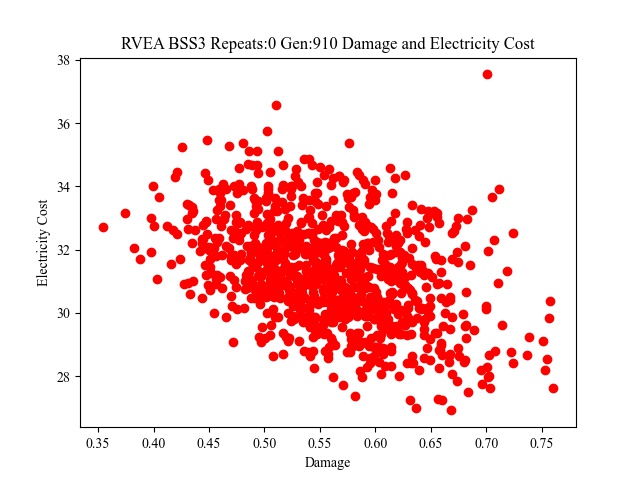 RVEA BSS3 Repeats:0 Gen:910 Damage and Electricity Cost
38
36
34
32
30
28
Electricity Cost
0.35 0.40 0.45 0.50 0.55 0.60 0.65 0.70 0.75
Damage